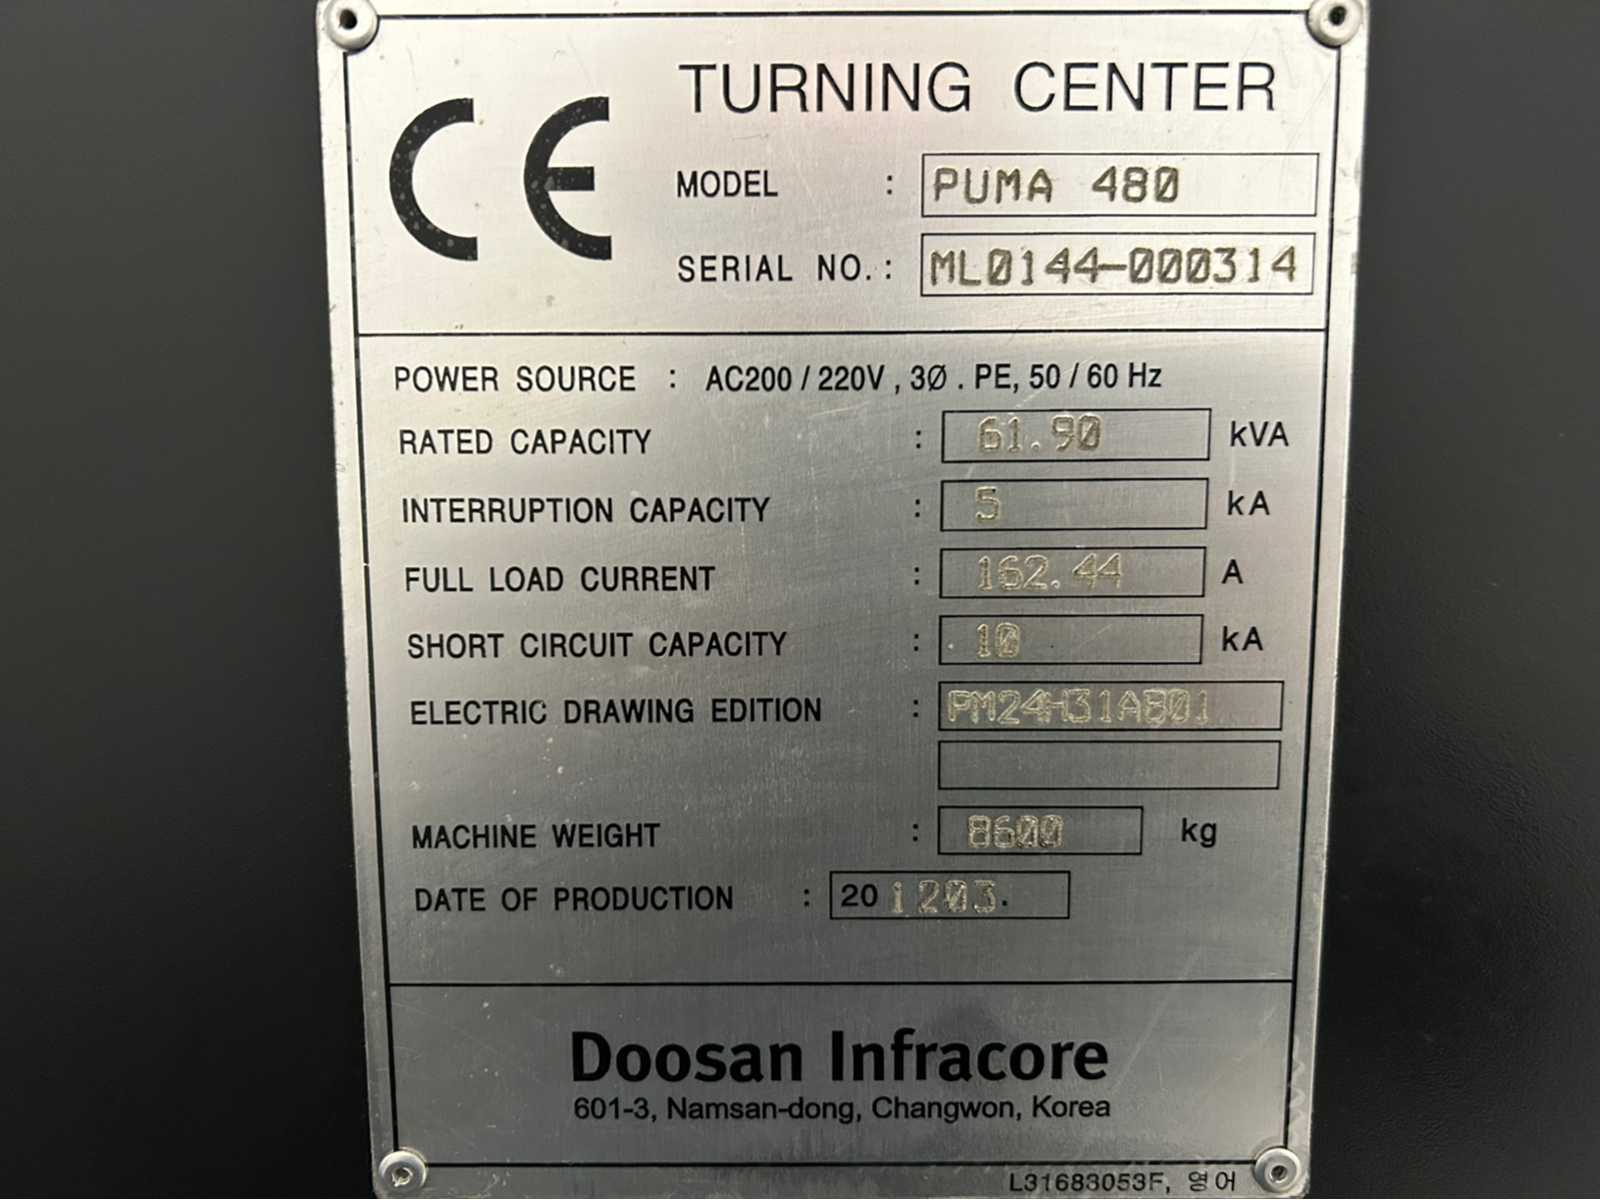 CE
TURNING CENTER
MODEL : PUMA 480
SERIAL NO. : ML0144-000314
POWER SOURCE : AC200 / 220V , 3Ø . PE, 50 / 60 Hz
RATED CAPACITY : 61.90 kVA
INTERRUPTION CAPACITY : 5 kA
FULL LOAD CURRENT : 162.44 A
SHORT CIRCUIT CAPACITY : 10 kA
ELECTRIC DRAWING EDITION : PM24H31AB01
MACHINE WEIGHT : 8600 kg
DATE OF PRODUCTION : 20 1203.
Doosan Infracore
601-3, Namsan-dong, Changwon, Korea
L31683053F, 영어